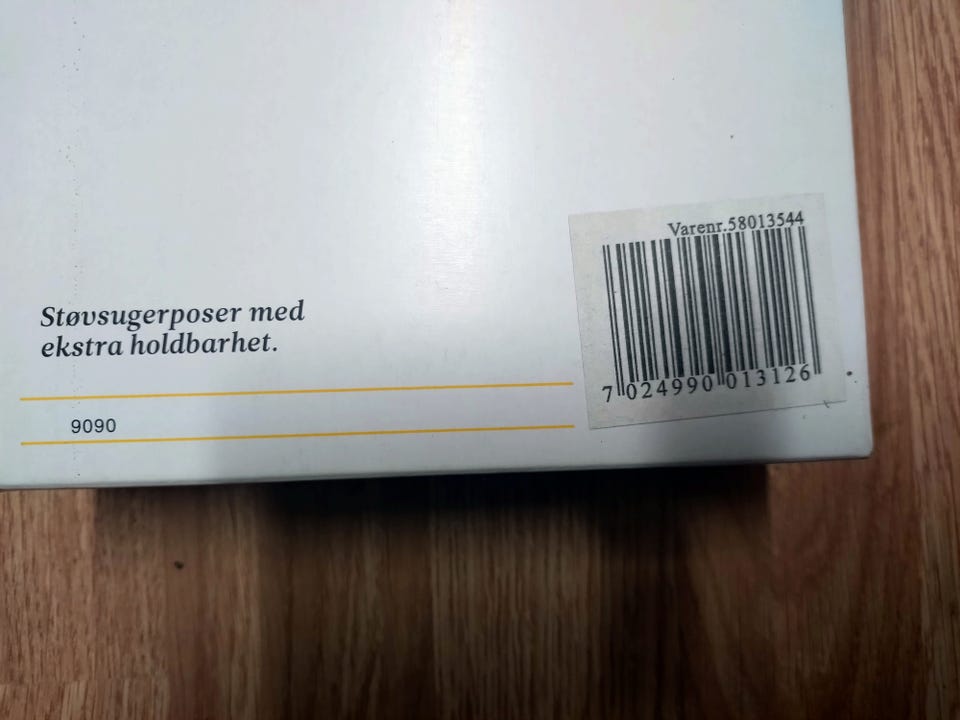 Varenr.58013544
7 024990 013126
Støvsugerposer med
ekstra holdbarhet.
9090